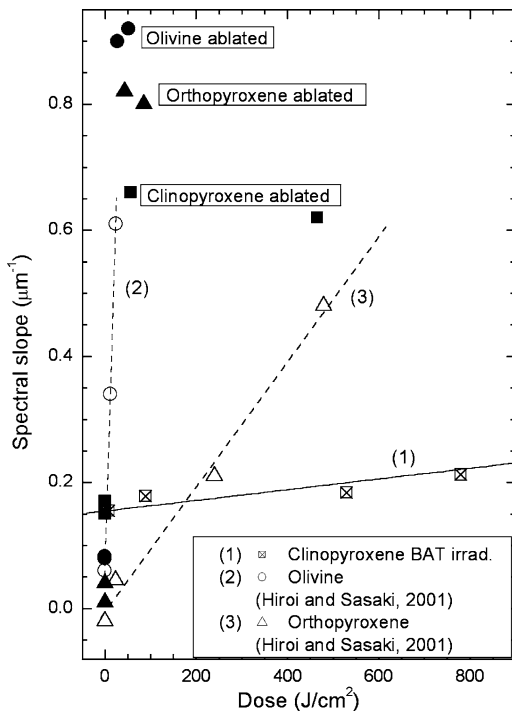 Olivine ablated
Orthopyroxene ablated
Clinopyroxene ablated
(2)
(3)
(1)
0.8
0.6
0.4
0.2
0.0
Spectral slope (μm⁻¹)
(1) Clinopyroxene BAT irrad.
(2) Olivine
(Hiroi and Sasaki, 2001)
(3) Orthopyroxene
(Hiroi and Sasaki, 2001)
0 200 400 600 800
Dose (J/cm²)